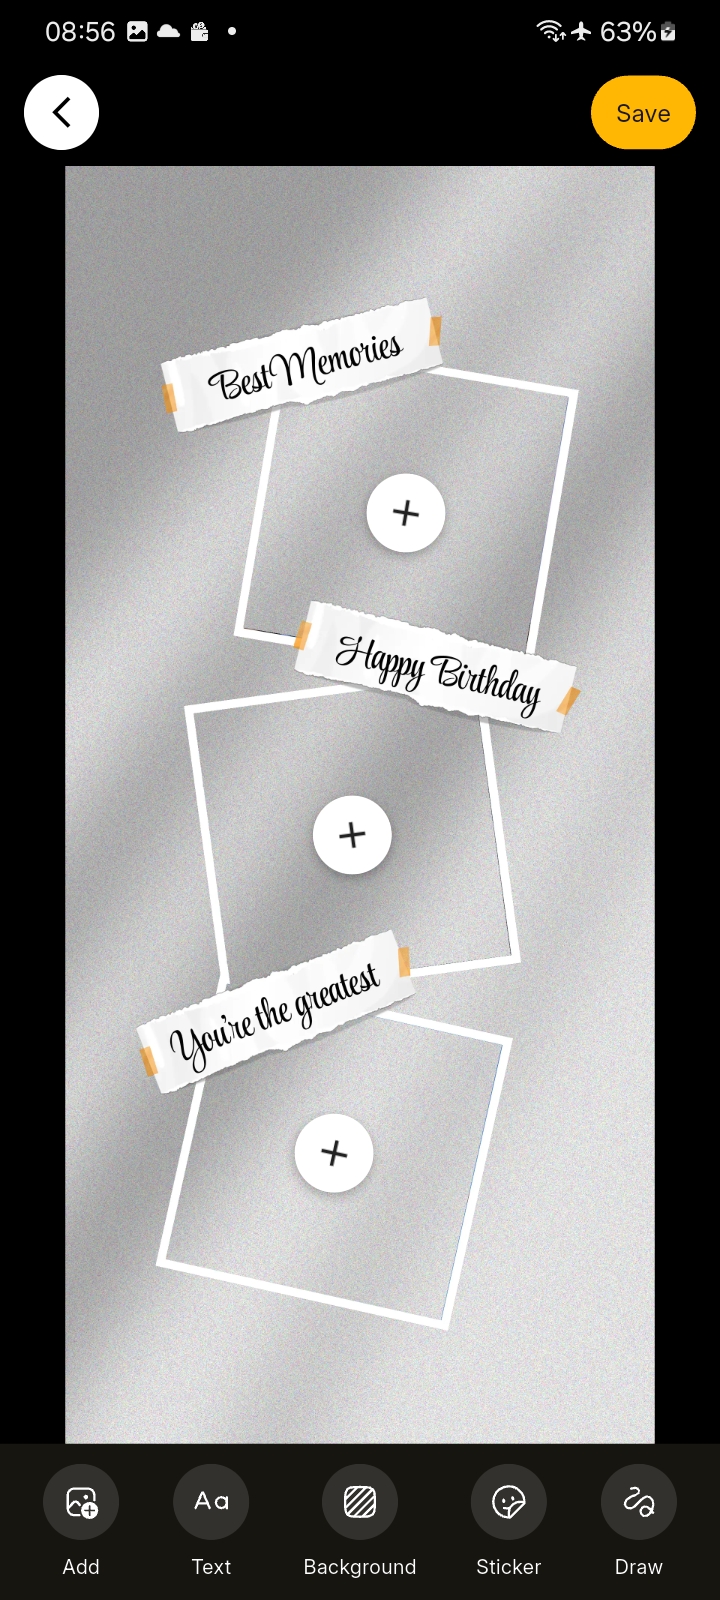 08:56
63%
Save
Best Memories
Happy Birthday
You're the greatest
Add
Text
Background
Sticker
Draw